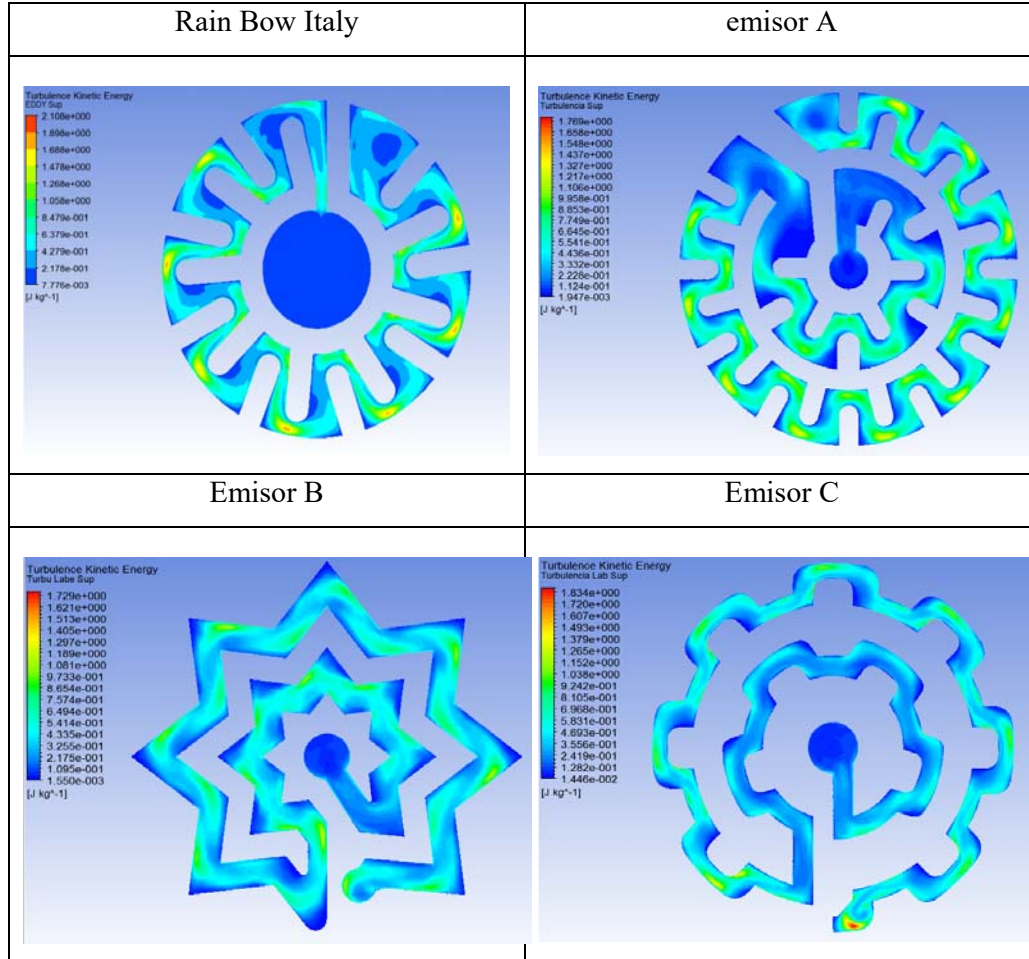 Rain Bow Italy
emisor A
Turbulence Kinetic Energy
EDDY Sup
2.108e+000
1.898e+000
1.688e+000
1.478e+000
1.268e+000
1.058e+000
8.479e-001
6.379e-001
4.279e-001
2.178e-001
7.776e-003
[J kg^-1]
Turbulence Kinetic Energy
Turbulencia Sup
1.769e+000
1.658e+000
1.548e+000
1.437e+000
1.327e+000
1.217e+000
1.106e+000
9.958e-001
8.853e-001
7.749e-001
6.645e-001
5.541e-001
4.436e-001
3.332e-001
2.228e-001
1.124e-001
1.947e-003
[J kg^-1]
Emisor B
Emisor C
Turbulence Kinetic Energy
Turbu Labe Sup
1.729e+000
1.621e+000
1.513e+000
1.405e+000
1.297e+000
1.189e+000
1.081e+000
9.733e-001
8.654e-001
7.574e-001
6.494e-001
5.414e-001
4.335e-001
3.255e-001
2.175e-001
1.095e-001
1.550e-003
[J kg^-1]
Turbulence Kinetic Energy
Turbulencia Lab Sup
1.834e+000
1.720e+000
1.607e+000
1.493e+000
1.379e+000
1.265e+000
1.152e+000
1.038e+000
9.242e-001
8.105e-001
6.968e-001
5.831e-001
4.693e-001
3.556e-001
2.419e-001
1.282e-001
1.446e-002
[J kg^-1]